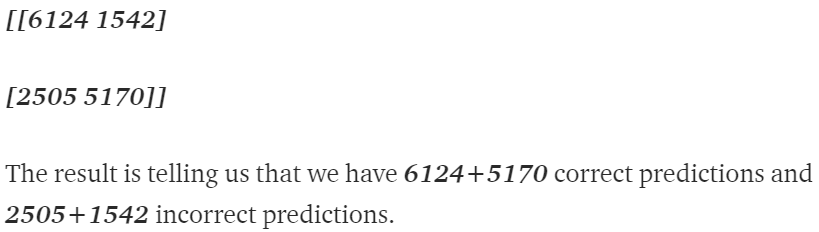 [[6124 1542]
[2505 5170]]
The result is telling us that we have 6124+5170 correct predictions and
2505+1542 incorrect predictions.